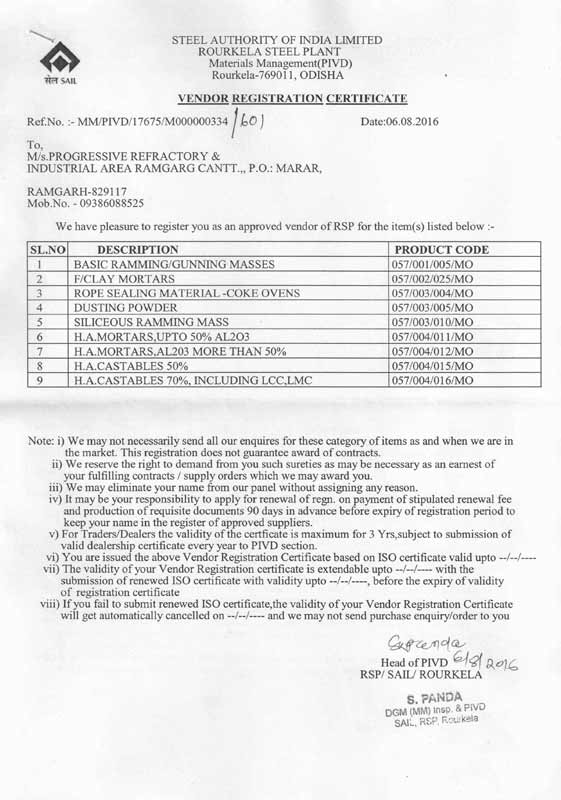 STEEL AUTHORITY OF INDIA LIMITED
ROURKELA STEEL PLANT
Materials Management(PIVD)
Rourkela-769011, ODISHA
सेल SAIL
VENDOR REGISTRATION CERTIFICATE
Ref.No. :- MM/PIVD/17675/M000000334/1601 Date:06.08.2016
To,
M/s.PROGRESSIVE REFRACTORY &
INDUSTRIAL AREA RAMGARG CANTT.,, P.O.: MARAR,
RAMGARH-829117
Mob.No. - 09386088525
We have pleasure to register you as an approved vendor of RSP for the item(s) listed below :-
SL.NO DESCRIPTION PRODUCT CODE
1 BASIC RAMMING/GUNNING MASSES 057/001/005/MO
2 F/CLAY MORTARS 057/002/025/MO
3 ROPE SEALING MATERIAL -COKE OVENS 057/003/004/MO
4 DUSTING POWDER 057/003/005/MO
5 SILICEOUS RAMMING MASS 057/003/010/MO
6 H.A.MORTARS,UPTO 50% AL2O3 057/004/011/MO
7 H.A.MORTARS,AL203 MORE THAN 50% 057/004/012/MO
8 H.A.CASTABLES 50% 057/004/015/MO
9 H.A.CASTABLES 70%, INCLUDING LCC,LMC 057/004/016/MO
Note: i) We may not necessarily send all our enquires for these category of items as and when we are in
the market. This registration does not guarantee award of contracts.
ii) We reserve the right to demand from you such sureties as may be necessary as an earnest of
your fulfilling contracts / supply orders which we may award you.
iii) We may eliminate your name from our panel without assigning any reason.
iv) It may be your responsibility to apply for renewal of regn. on payment of stipulated renewal fee
and production of requisite documents 90 days in advance before expiry of registration period to
keep your name in the register of approved suppliers.
v) For Traders/Dealers the validity of the certficate is maximum for 3 Yrs,subject to submission of
valid dealership certificate every year to PIVD section.
vi) You are issued the above Vendor Registration Certificate based on ISO certificate valid upto --/--/----
vii) The validity of your Vendor Registration certificate is extendable upto --/--/---- with the
submission of renewed ISO certificate with validity upto --/--/----, before the expiry of validity
of registration certificate
viii) If you fail to submit renewed ISO certificate,the validity of your Vendor Registration Certificate
will get automatically cancelled on --/--/---- and we may not send purchase enquiry/order to you
Head of PIVD 6/8/2016
RSP/ SAIL/ ROURKELA
S. PANDA
DGM (MM) Insp. & PIVD
SAIL, RSP, Rourkela